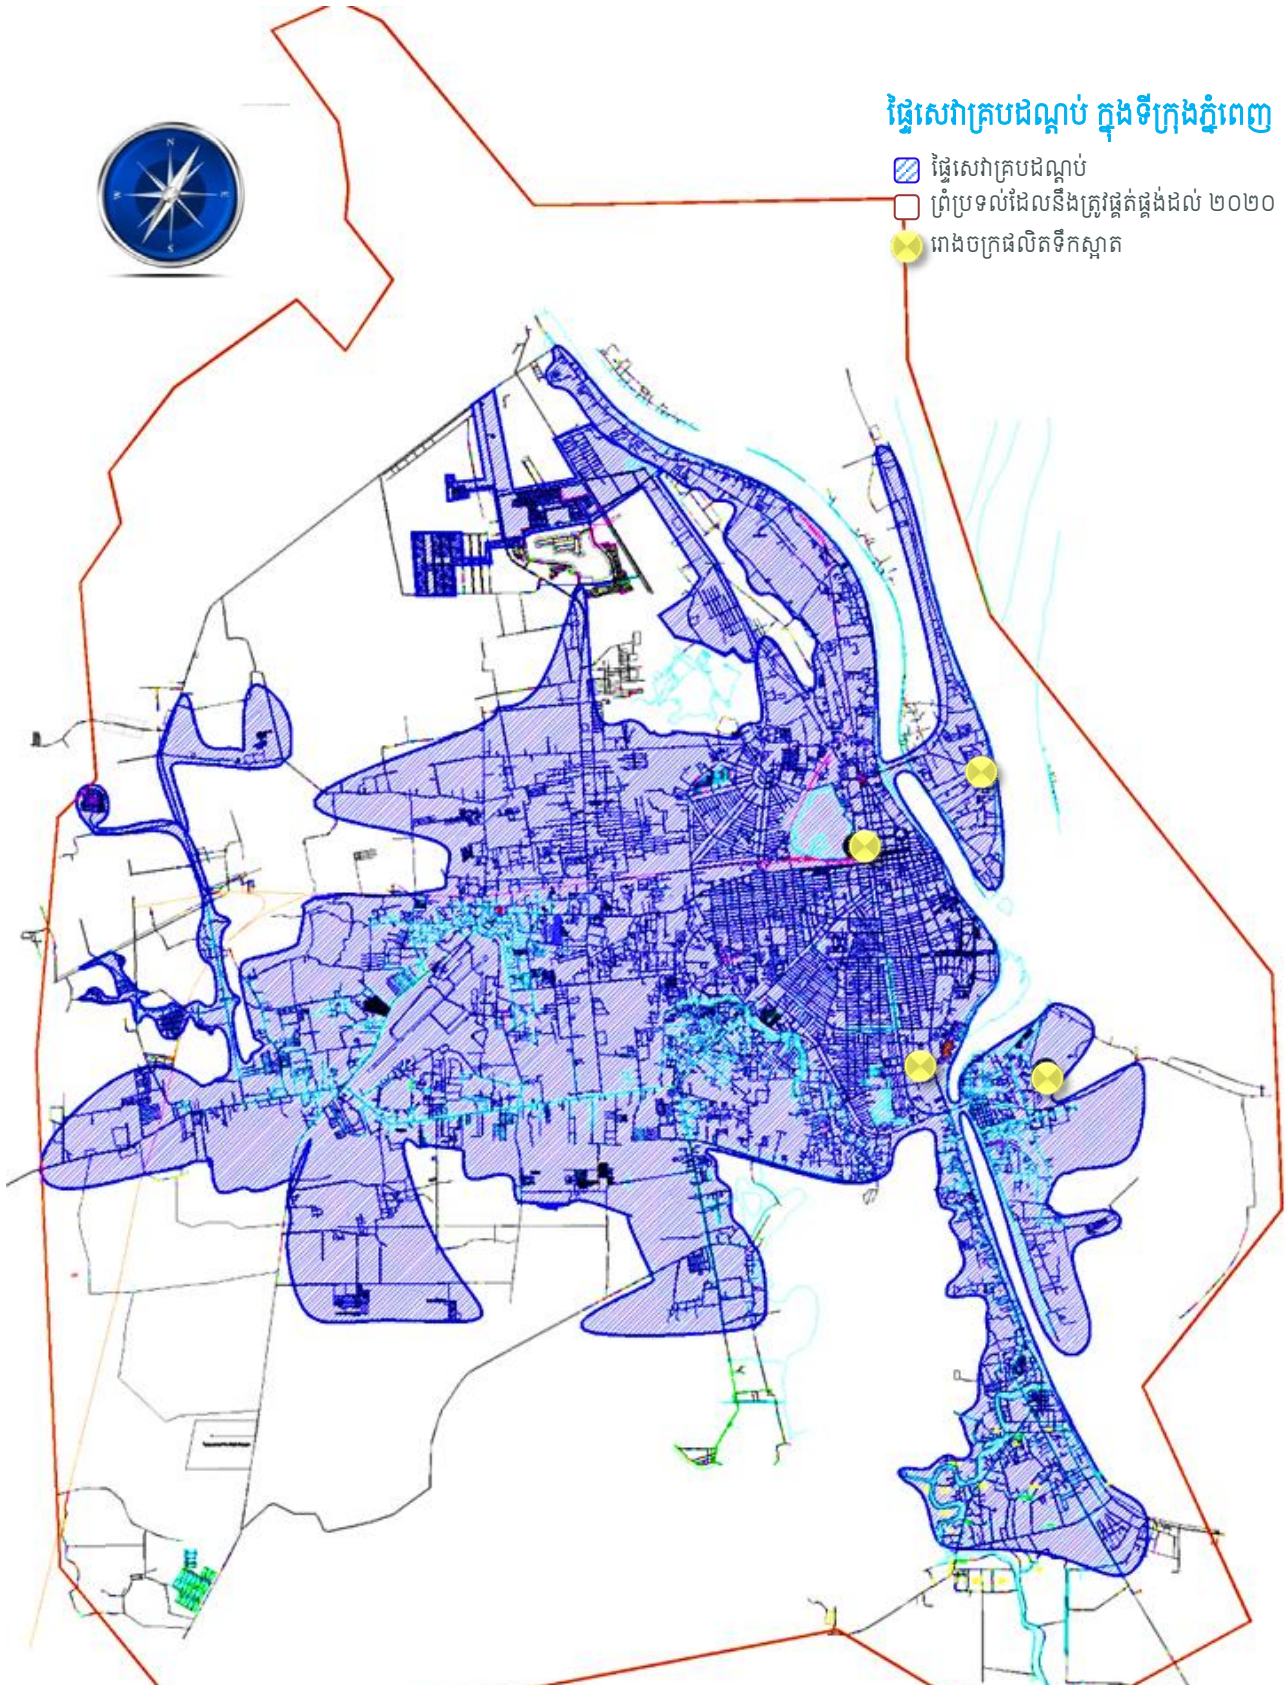 ផ្ទៃសេវាគ្របដណ្ដប់ ក្នុងទីក្រុងភ្នំពេញ
ផ្ទៃសេវាគ្របដណ្ដប់
ព្រំប្រទល់ដែលនឹងត្រូវផ្គត់ផ្គង់ដល់ ២០២០
រោងចក្រផលិតទឹកស្អាត
N
W
E
S